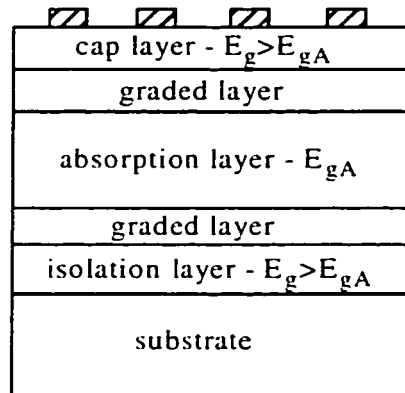 cap layer - E_g>E_gA
graded layer
absorption layer - E_gA
graded layer
isolation layer - E_g>E_gA
substrate